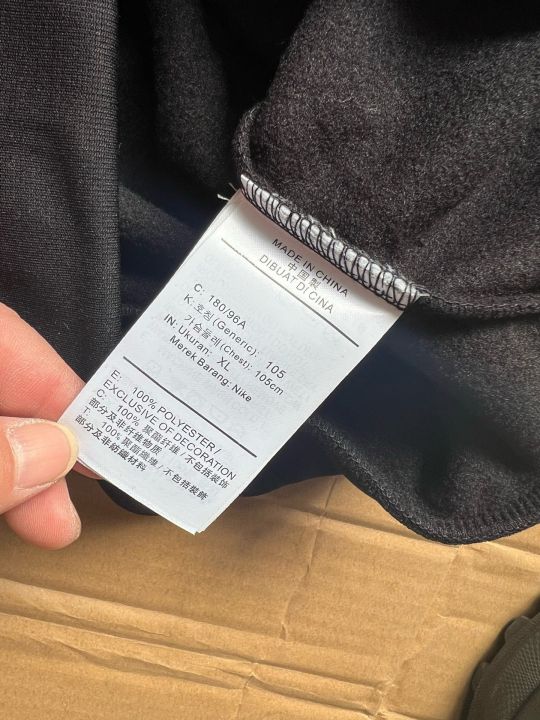 MADE IN CHINA
中国製
DIBUAT DI CINA
C: 180/96A
K: 호칭(Generic): 105
가슴둘레(Chest): 105cm
IN: Ukuran: XL
Merek Barang: Nike
E: 100% POLYESTER/
EXCLUSIVE OF DECORATION
C: 100% 聚酯纤维/不包括装饰
部分及非纤维物质
T: 100% 聚酯纖維/不包括裝飾
部分及非紡織材料